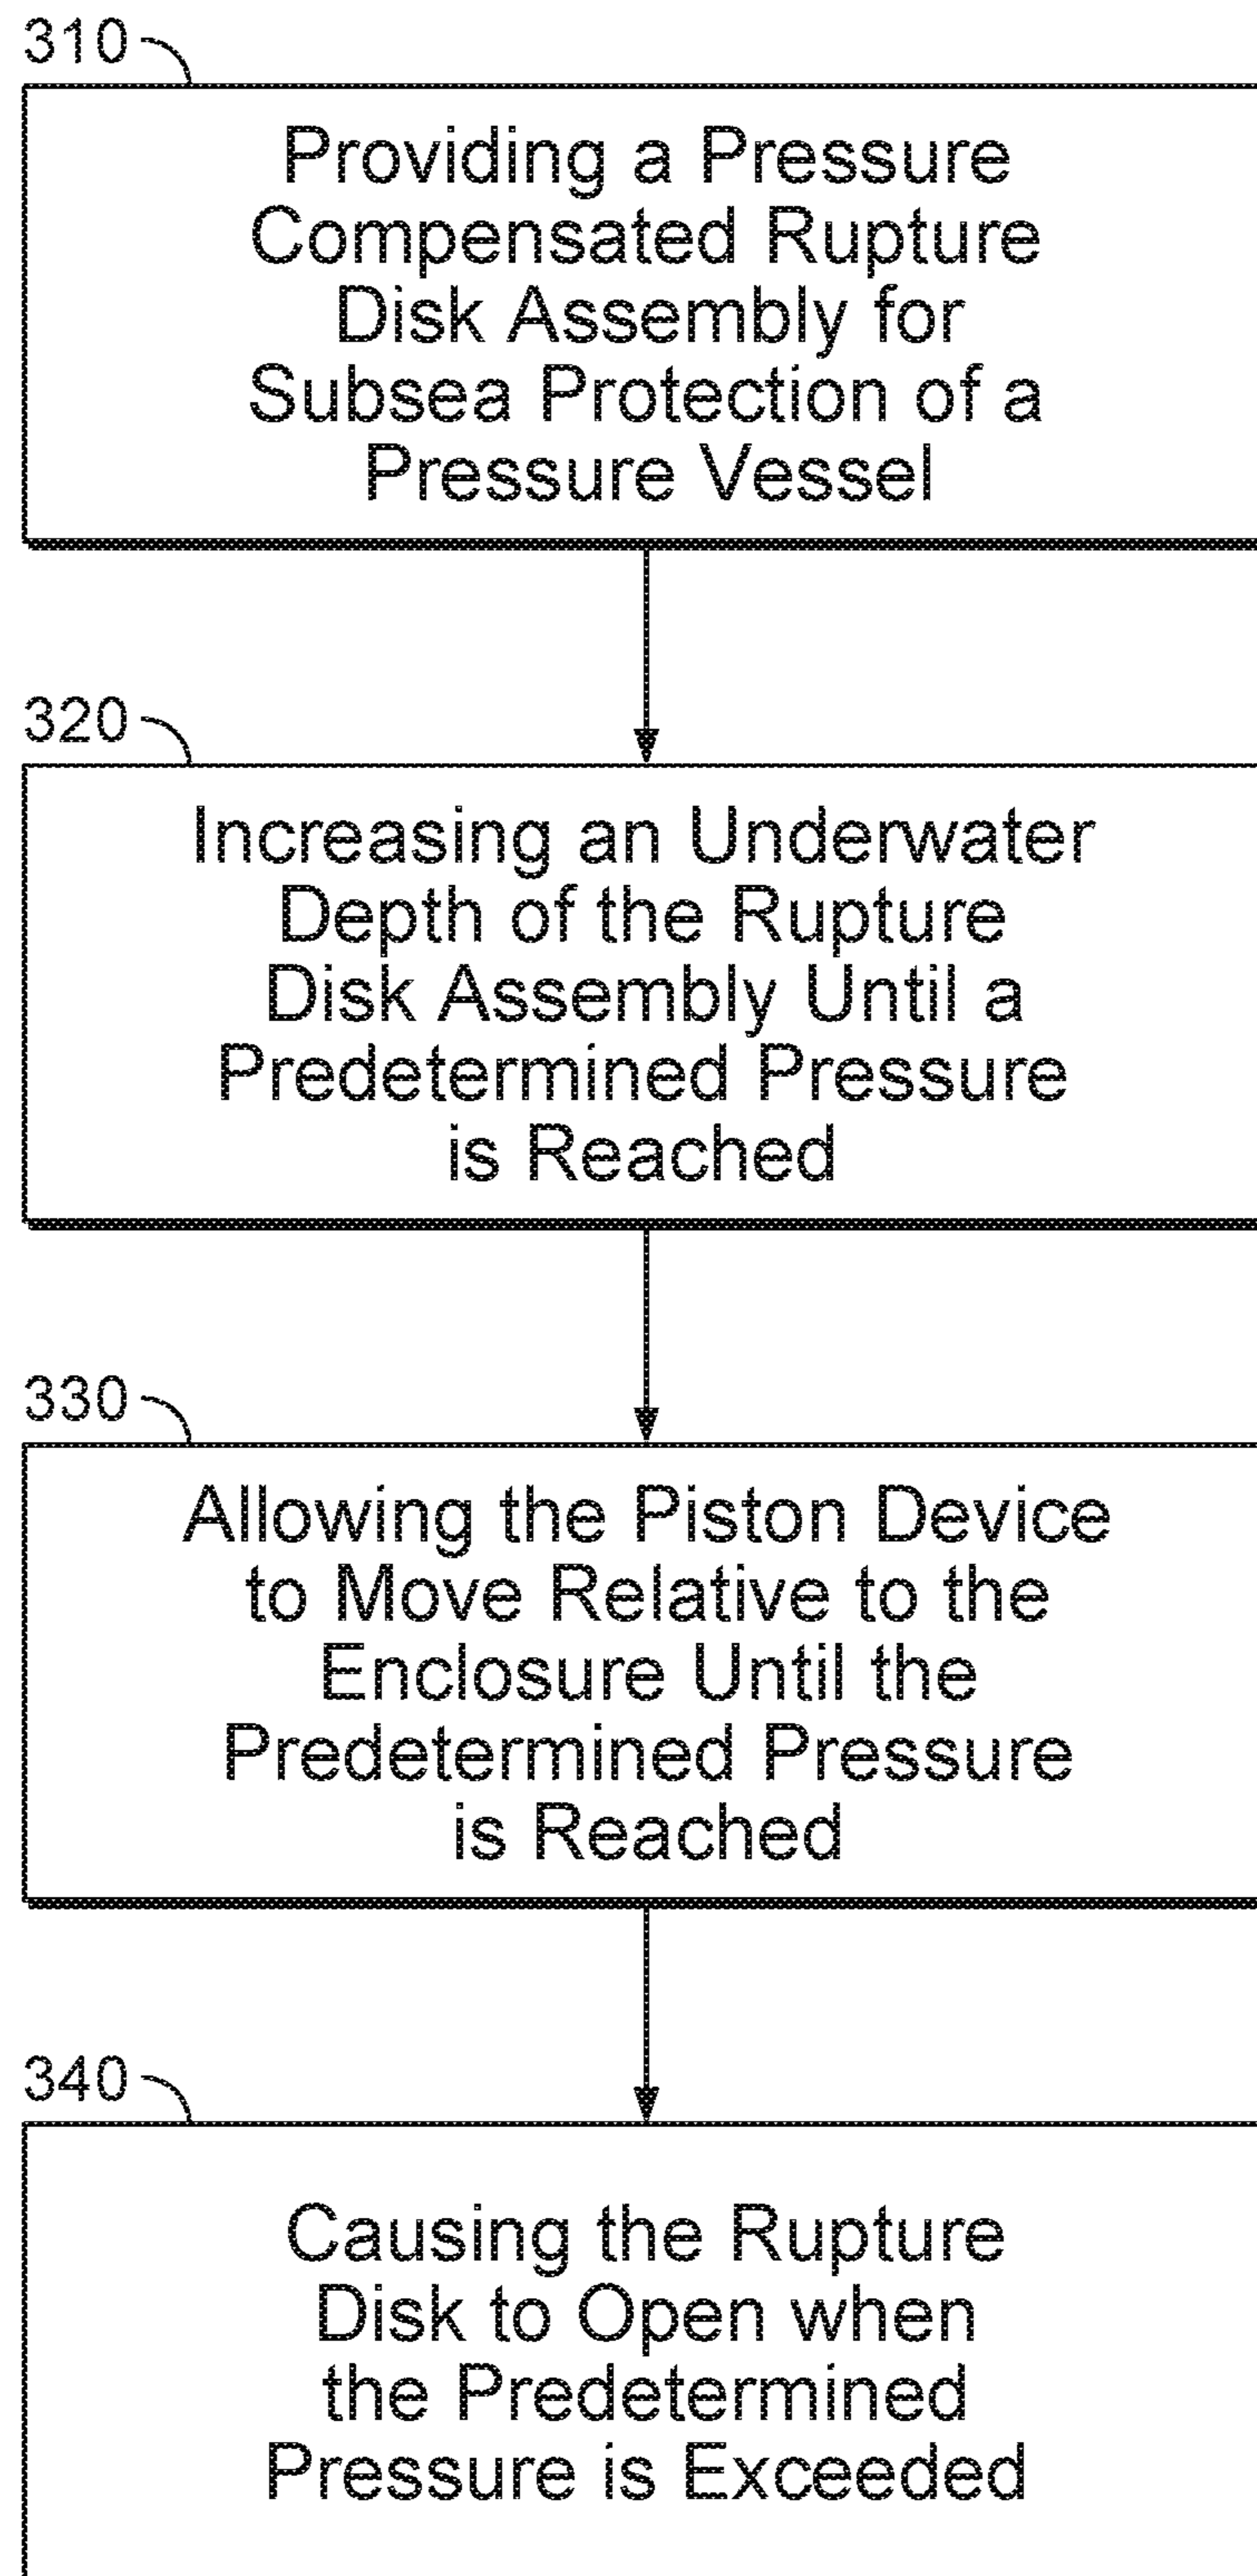 310
Providing a Pressure
Compensated Rupture
Disk Assembly for
Subsea Protection of a
Pressure Vessel
320
Increasing an Underwater
Depth of the Rupture
Disk Assembly Until a
Predetermined Pressure
is Reached
330
Allowing the Piston Device
to Move Relative to the
Enclosure Until the
Predetermined Pressure
is Reached
340
Causing the Rupture
Disk to Open when
the Predetermined
Pressure is Exceeded